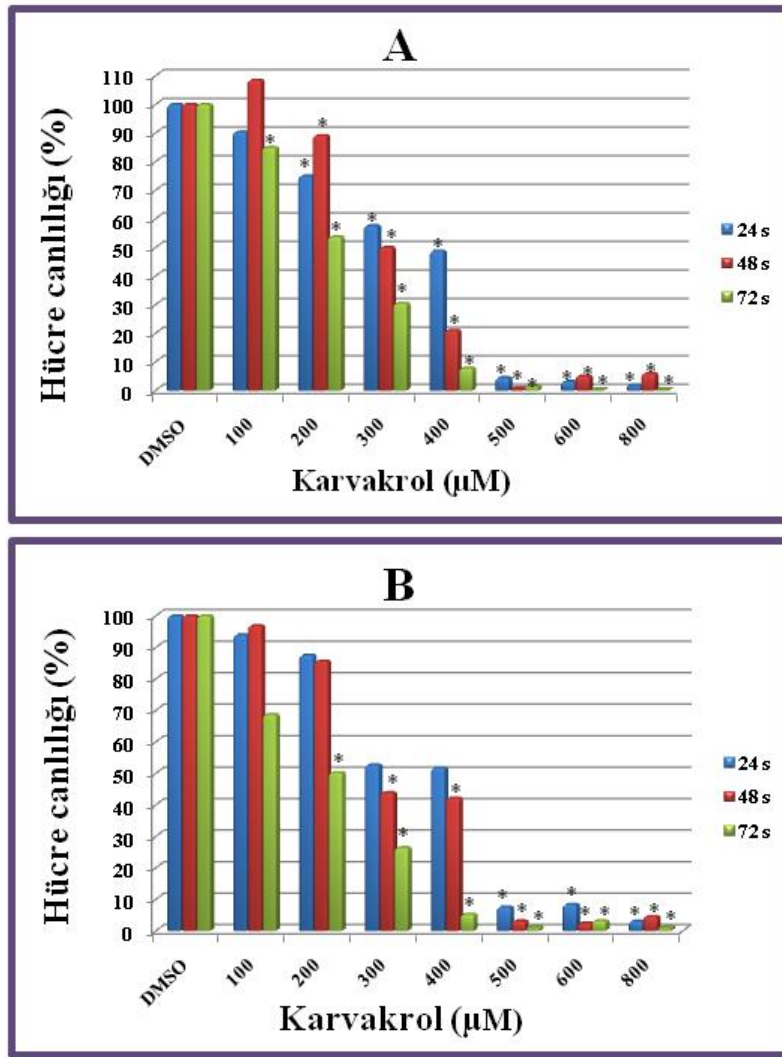 A
Hücre canlılığı (%)
110
100
90
80
70
60
50
40
30
20
10
0
* * * * * * * * * * * * * * * * * * *
DMSO 100 200 300 400 500 600 800
Karvakrol (µM)
24 s
48 s
72 s
B
Hücre canlılığı (%)
100
90
80
70
60
50
40
30
20
10
0
* * * * * * * * * * * * * *
DMSO 100 200 300 400 500 600 800
Karvakrol (µM)
24 s
48 s
72 s